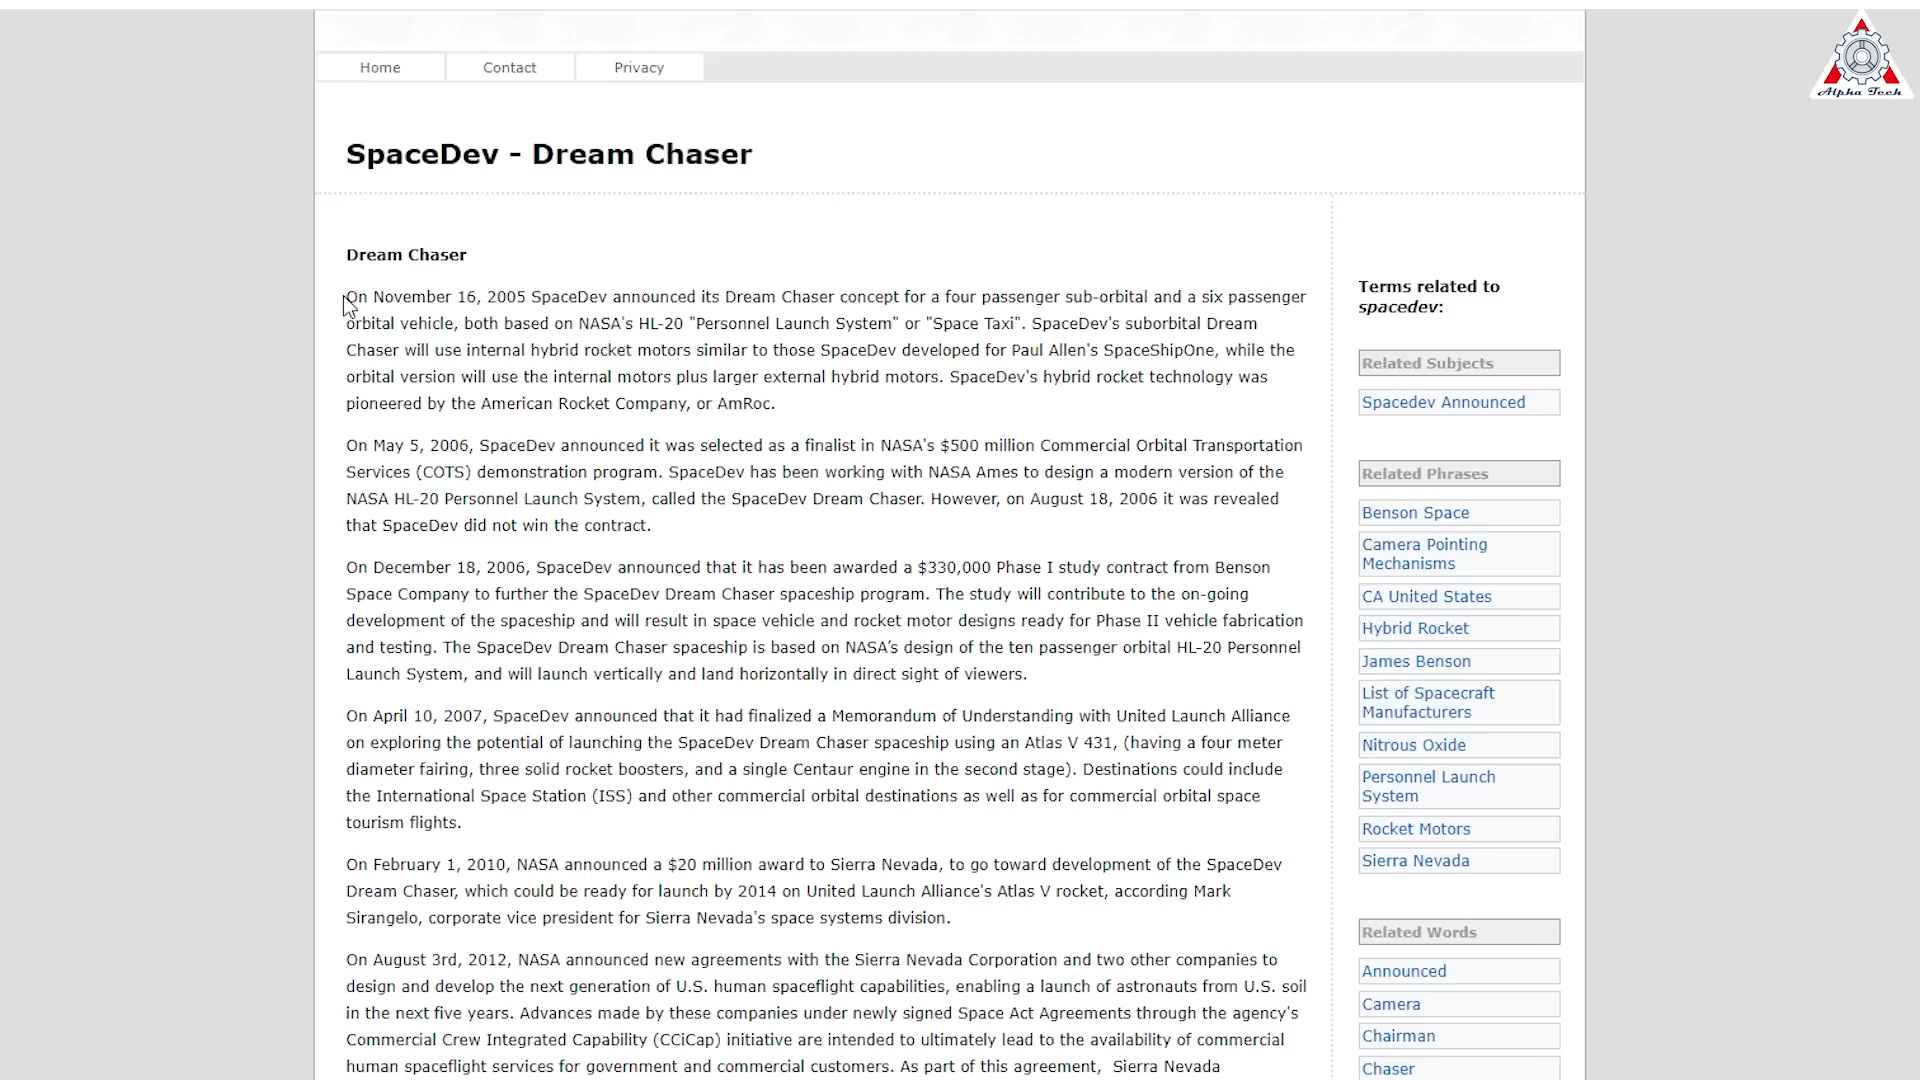 Home
Contact
Privacy
Alpha Tech
SpaceDev - Dream Chaser
Dream Chaser
On November 16, 2005 SpaceDev announced its Dream Chaser concept for a four passenger sub-orbital and a six passenger
orbital vehicle, both based on NASA's HL-20 "Personnel Launch System" or "Space Taxi". SpaceDev's suborbital Dream
Chaser will use internal hybrid rocket motors similar to those SpaceDev developed for Paul Allen's SpaceShipOne, while the
orbital version will use the internal motors plus larger external hybrid motors. SpaceDev's hybrid rocket technology was
pioneered by the American Rocket Company, or AmRoc.
On May 5, 2006, SpaceDev announced it was selected as a finalist in NASA's $500 million Commercial Orbital Transportation
Services (COTS) demonstration program. SpaceDev has been working with NASA Ames to design a modern version of the
NASA HL-20 Personnel Launch System, called the SpaceDev Dream Chaser. However, on August 18, 2006 it was revealed
that SpaceDev did not win the contract.
On December 18, 2006, SpaceDev announced that it has been awarded a $330,000 Phase I study contract from Benson
Space Company to further the SpaceDev Dream Chaser spaceship program. The study will contribute to the on-going
development of the spaceship and will result in space vehicle and rocket motor designs ready for Phase II vehicle fabrication
and testing. The SpaceDev Dream Chaser spaceship is based on NASA’s design of the ten passenger orbital HL-20 Personnel
Launch System, and will launch vertically and land horizontally in direct sight of viewers.
On April 10, 2007, SpaceDev announced that it had finalized a Memorandum of Understanding with United Launch Alliance
on exploring the potential of launching the SpaceDev Dream Chaser spaceship using an Atlas V 431, (having a four meter
diameter fairing, three solid rocket boosters, and a single Centaur engine in the second stage). Destinations could include
the International Space Station (ISS) and other commercial orbital destinations as well as for commercial orbital space
tourism flights.
On February 1, 2010, NASA announced a $20 million award to Sierra Nevada, to go toward development of the SpaceDev
Dream Chaser, which could be ready for launch by 2014 on United Launch Alliance's Atlas V rocket, according Mark
Sirangelo, corporate vice president for Sierra Nevada's space systems division.
On August 3rd, 2012, NASA announced new agreements with the Sierra Nevada Corporation and two other companies to
design and develop the next generation of U.S. human spaceflight capabilities, enabling a launch of astronauts from U.S. soil
in the next five years. Advances made by these companies under newly signed Space Act Agreements through the agency's
Commercial Crew Integrated Capability (CCiCap) initiative are intended to ultimately lead to the availability of commercial
human spaceflight services for government and commercial customers. As part of this agreement, Sierra Nevada
Terms related to
spacedev:
Related Subjects
Spacedev Announced
Related Phrases
Benson Space
Camera Pointing
Mechanisms
CA United States
Hybrid Rocket
James Benson
List of Spacecraft
Manufacturers
Nitrous Oxide
Personnel Launch
System
Rocket Motors
Sierra Nevada
Related Words
Announced
Camera
Chairman
Chaser